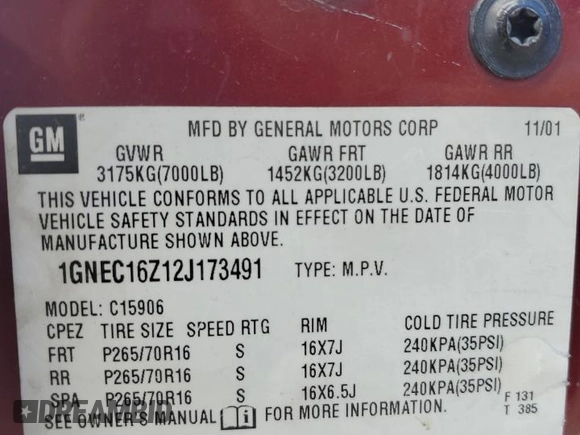 GM ®
MFD BY GENERAL MOTORS CORP 11/01
GVWR GAWR FRT GAWR RR
3175KG(7000LB) 1452KG(3200LB) 1814KG(4000LB)
THIS VEHICLE CONFORMS TO ALL APPLICABLE U.S. FEDERAL MOTOR
VEHICLE SAFETY STANDARDS IN EFFECT ON THE DATE OF
MANUFACTURE SHOWN ABOVE.
1GNEC16Z12J173491 TYPE: M.P.V.
MODEL: C15906
CPEZ TIRE SIZE SPEED RTG RIM COLD TIRE PRESSURE
FRT P265/70R16 S 16X7J 240KPA(35PSI)
RR P265/70R16 S 16X7J 240KPA(35PSI)
SPA P265/70R16 S 16X6.5J 240KPA(35PSI)
SEE OWNER'S MANUAL FOR MORE INFORMATION.
F 131
T 385
DREAMBID